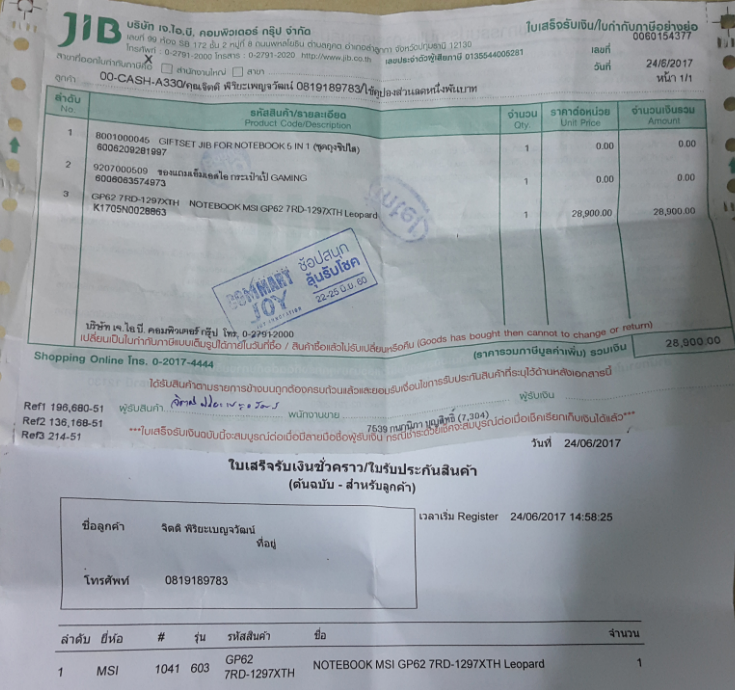 JIB บริษัท เจ.ไอ.บี. คอมพิวเตอร์ กรุ๊ป จำกัด
เลขที่ 99 ห้อง SB 172 ชั้น 2 หมู่ที่ 8 ถนนพหลโยธิน ตำบลคูคต อำเภอลำลูกกา จังหวัดปทุมธานี 12130
โทรศัพท์ : 0-2791-2000 โทรสาร : 0-2791-2020 http://www.jib.co.th เลขประจำตัวผู้เสียภาษี 0135544005281
ใบเสร็จรับเงิน/ใบกำกับภาษีอย่างย่อ
เลขที่ 0060154377
วันที่ 24/6/2017
หน้า 1/1
สาขาที่ออกใบกำกับภาษีคือ X สำนักงานใหญ่ สาขา
ลูกค้า 00-CASH-A330/คุณจิตติ พิริยะเพญจวัฒน์ 0819189783/ใช้คูปองส่วนลดหนึ่งพันบาท
ลำดับ รหัสสินค้า/รายละเอียด จำนวน ราคาต่อหน่วย จำนวนเงินรวม
No. Product Code/Description Qty. Unit Price Amount
1 8001000045 GIFTSET JIB FOR NOTEBOOK 5 IN 1 1 0.00 0.00
6006209281997
2 9207000509 GAMING 1 0.00 0.00
6006063574973
3 GP62 7RD-1297XTH NOTEBOOK MSI GP62 7RD-1297XTH Leopard 1 28,900.00 28,900.00
K1705N0028863
COMMART JOY
ช้อปสนุก
ลุ้นรับโชค
22-25 มิ.ย. 60
บริษัท เจ.ไอ.บี. คอมพิวเตอร์ กรุ๊ป โทร. 0-2791-2000
เปลี่ยนเป็นใบกำกับภาษีแบบเต็มรูปได้ภายในวันที่ซื้อ / สินค้าซื้อแล้วไม่รับเปลี่ยนหรือคืน (Goods has bought then cannot to change or return)
Shopping Online โทร. 0-2017-4444 (ราคารวมภาษีมูลค่าเพิ่ม) รวมเงิน 28,900.00
ได้รับสินค้าตามรายการข้างบนถูกต้องครบถ้วนแล้วและยอมรับเงื่อนไขการรับประกันสินค้าที่ระบุไว้ด้านหลังเอกสารนี้
Ref1 196,680-51 ผู้รับสินค้า พนักงานขาย ผู้รับเงิน
Ref2 136,168-51 7539 (7,304)
Ref3 214-51 ***ใบเสร็จรับเงินฉบับนี้จะสมบูรณ์ต่อเมื่อมีลายมือชื่อผู้รับเงิน กรณีชำระด้วยเช็คจะสมบูรณ์ต่อเมื่อเช็คเรียกเก็บเงินได้แล้ว***
วันที่ 24/06/2017
ใบเสร็จรับเงินชั่วคราว/ใบรับประกันสินค้า
(ต้นฉบับ - สำหรับลูกค้า)
ชื่อลูกค้า จิตติ พิริยะเบญจวัฒน์
ที่อยู่
โทรศัพท์ 0819189783
เวลาเริ่ม Register 24/06/2017 14:58:25
ลำดับ ยี่ห้อ # รุ่น รหัสสินค้า ชื่อ จำนวน
1 MSI 1041 603 GP62 7RD-1297XTH NOTEBOOK MSI GP62 7RD-1297XTH Leopard 1